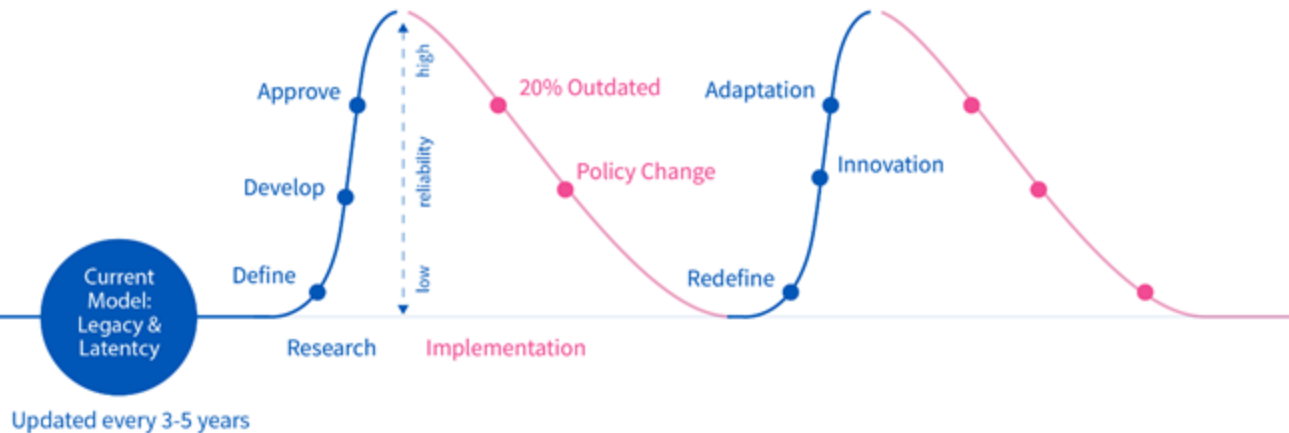 Approve
Develop
Define
high
reliability
low
20% Outdated
Policy Change
Adaptation
Innovation
Redefine
Current
Model:
Legacy &
Latentcy
Research
Implementation
Updated every 3-5 years